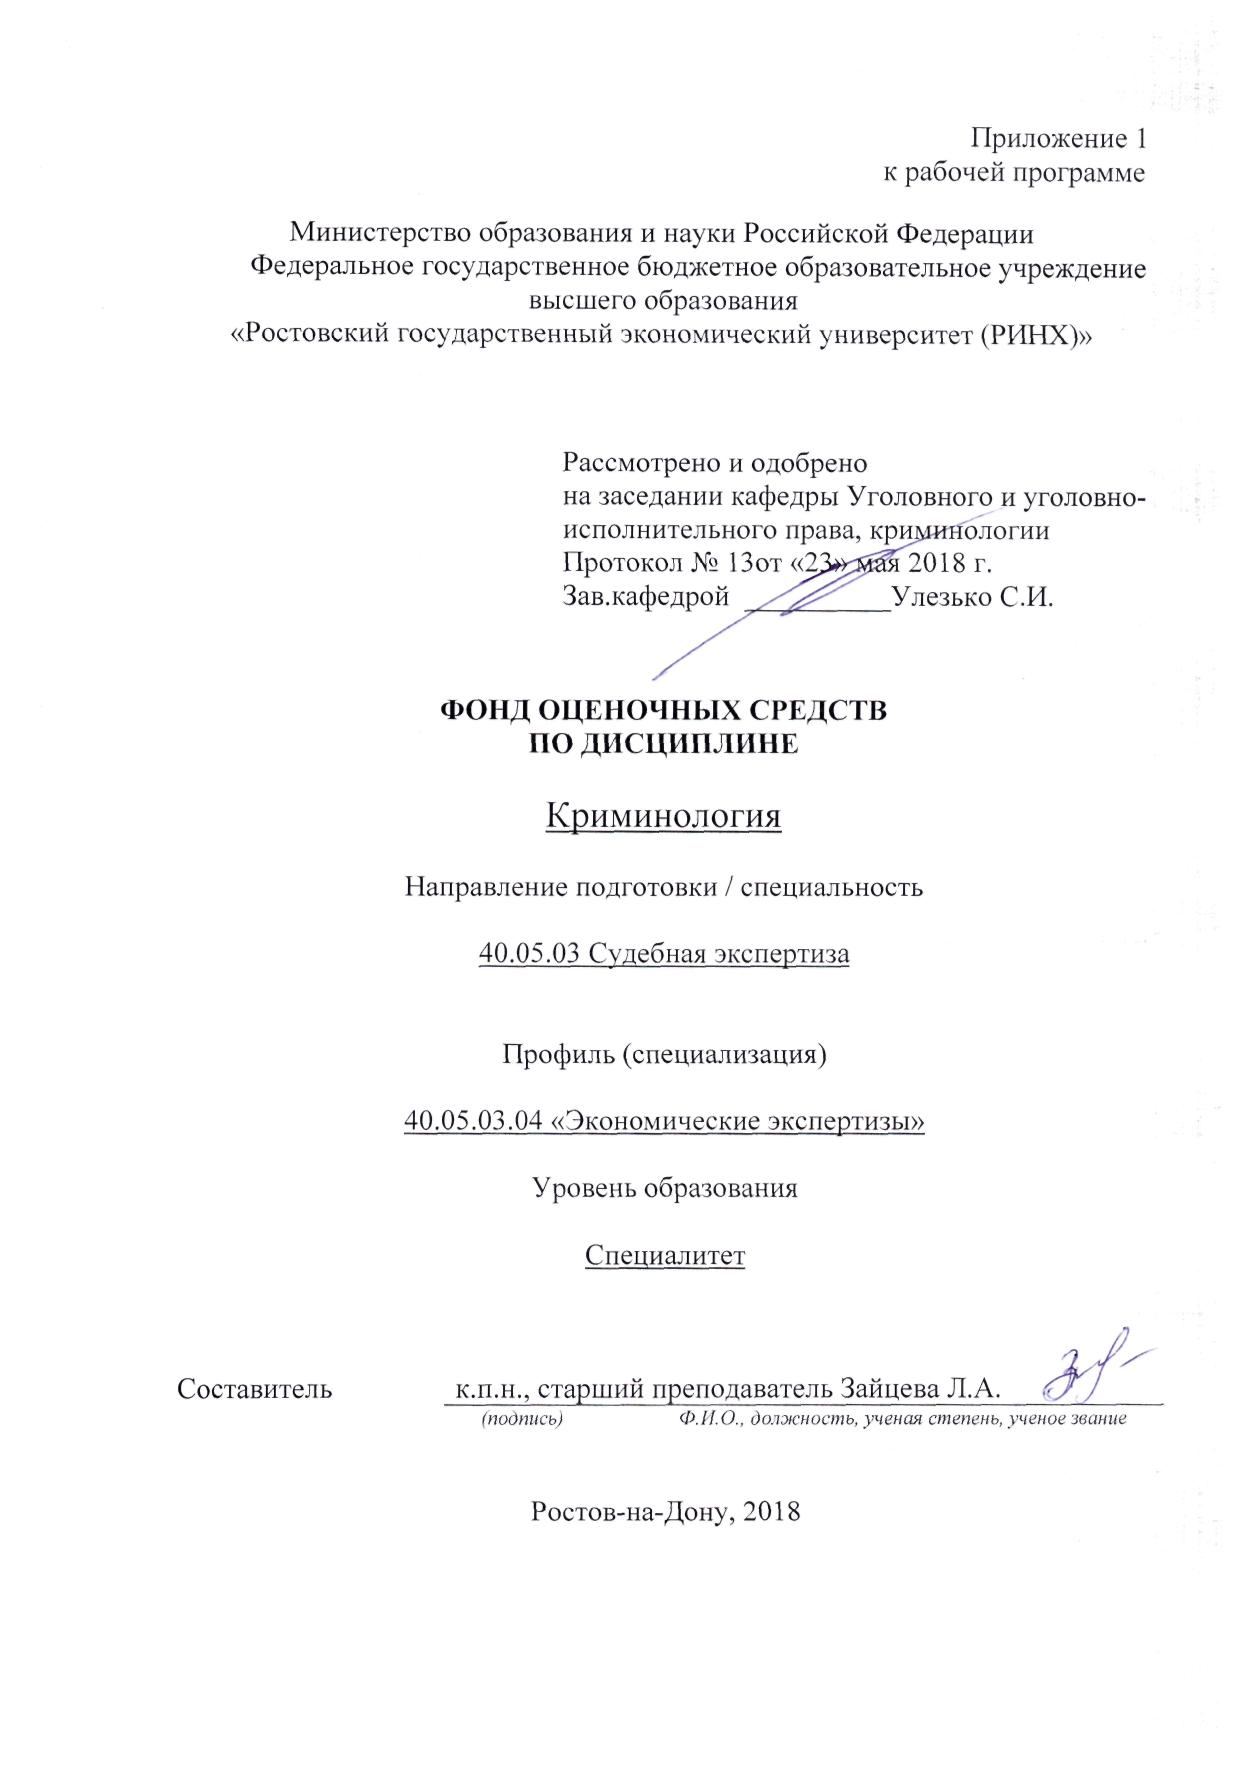 Приложение 1
к рабочей программе
Министерство образования и науки Российской Федерации
Федеральное государственное бюджетное образовательное учреждение
высшего образования
«Ростовский государственный экономический университет (РИНХ)»
Рассмотрено и одобрено
на заседании кафедры Уголовного и уголовно-
исполнительного права, криминологии
Протокол № 13от «23» мая 2018 г.
Зав.кафедрой __________Улезько С.И.
ФОНД ОЦЕНОЧНЫХ СРЕДСТВ
ПО ДИСЦИПЛИНЕ
Криминология
Направление подготовки / специальность
40.05.03 Судебная экспертиза
Профиль (специализация)
40.05.03.04 «Экономические экспертизы»
Уровень образования
Специалитет
Составитель к.п.н., старший преподаватель Зайцева Л.А.
(подпись) Ф.И.О., должность, ученая степень, ученое звание
Ростов-на-Дону, 2018